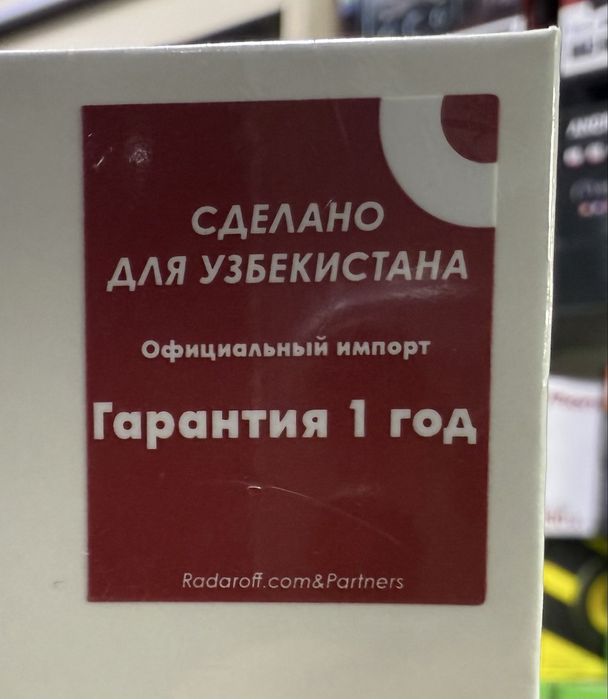 СДЕЛАНО
ДЛЯ УЗБЕКИСТАНА
Официальный импорт
Гарантия 1 год
Radaroff.com&Partners